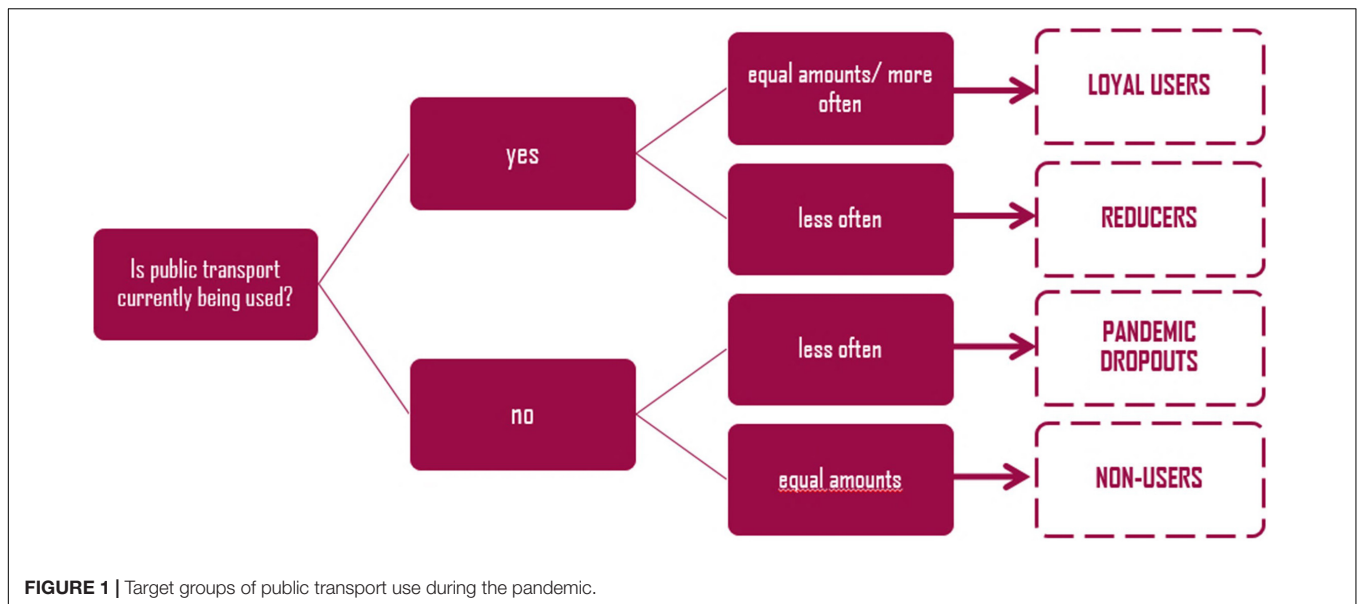 Is public transport
currently being used?
yes
no
equal amounts/ more
often
less often
less often
equal amounts
LOYAL USERS
REDUCERS
PANDEMIC
DROPOUTS
NON-USERS
FIGURE 1 | Target groups of public transport use during the pandemic.